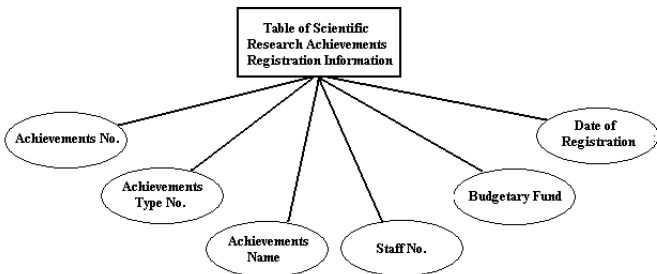 Table of Scientific
Research Achievements
Registration Information
Achievements No.
Achievements
Type No.
Achievements
Name
Staff No.
Budgetary Fund
Date of
Registration